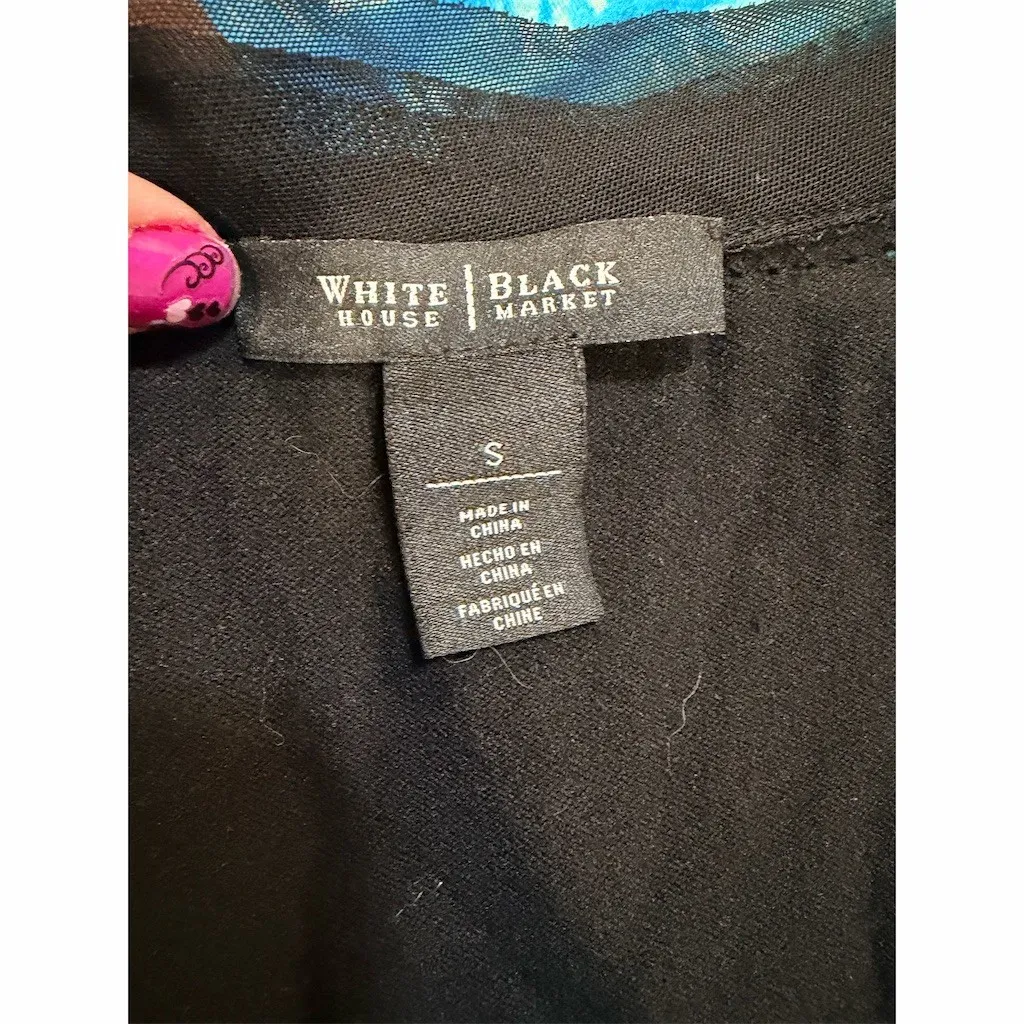 WHITE HOUSE | BLACK MARKET
S
MADE IN
CHINA
HECHO EN
CHINA
FABRIQUÉ EN
CHINE